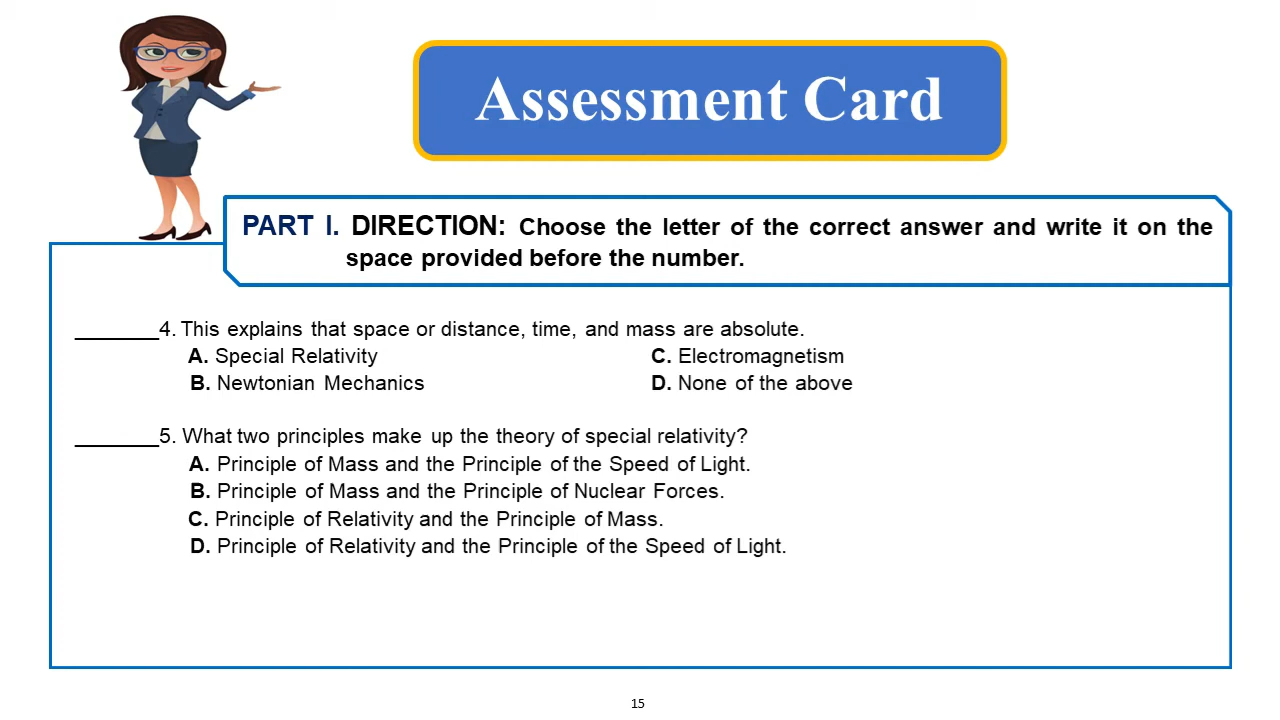 Assessment Card
PART I. DIRECTION: Choose the letter of the correct answer and write it on the
space provided before the number.
_______4. This explains that space or distance, time, and mass are absolute.
A. Special Relativity C. Electromagnetism
B. Newtonian Mechanics D. None of the above
_______5. What two principles make up the theory of special relativity?
A. Principle of Mass and the Principle of the Speed of Light.
B. Principle of Mass and the Principle of Nuclear Forces.
C. Principle of Relativity and the Principle of Mass.
D. Principle of Relativity and the Principle of the Speed of Light.
15